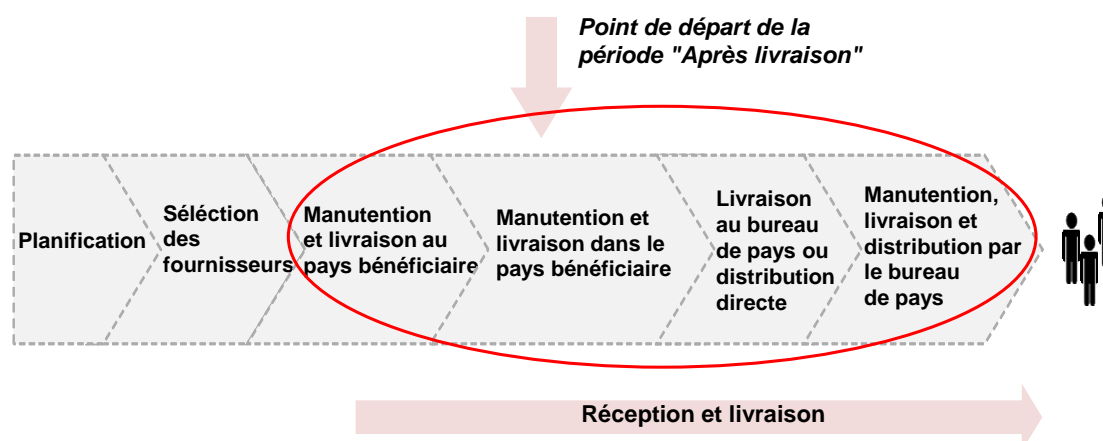 Point de départ de la
période "Après livraison"
Planification
Séléction
des
fournisseurs
Manutention
et livraison au
pays bénéficiaire
Manutention et
livraison dans le
pays bénéficiaire
Livraison
au bureau
de pays ou
distribution
directe
Manutention,
livraison et
distribution par
le bureau
de pays
Réception et livraison